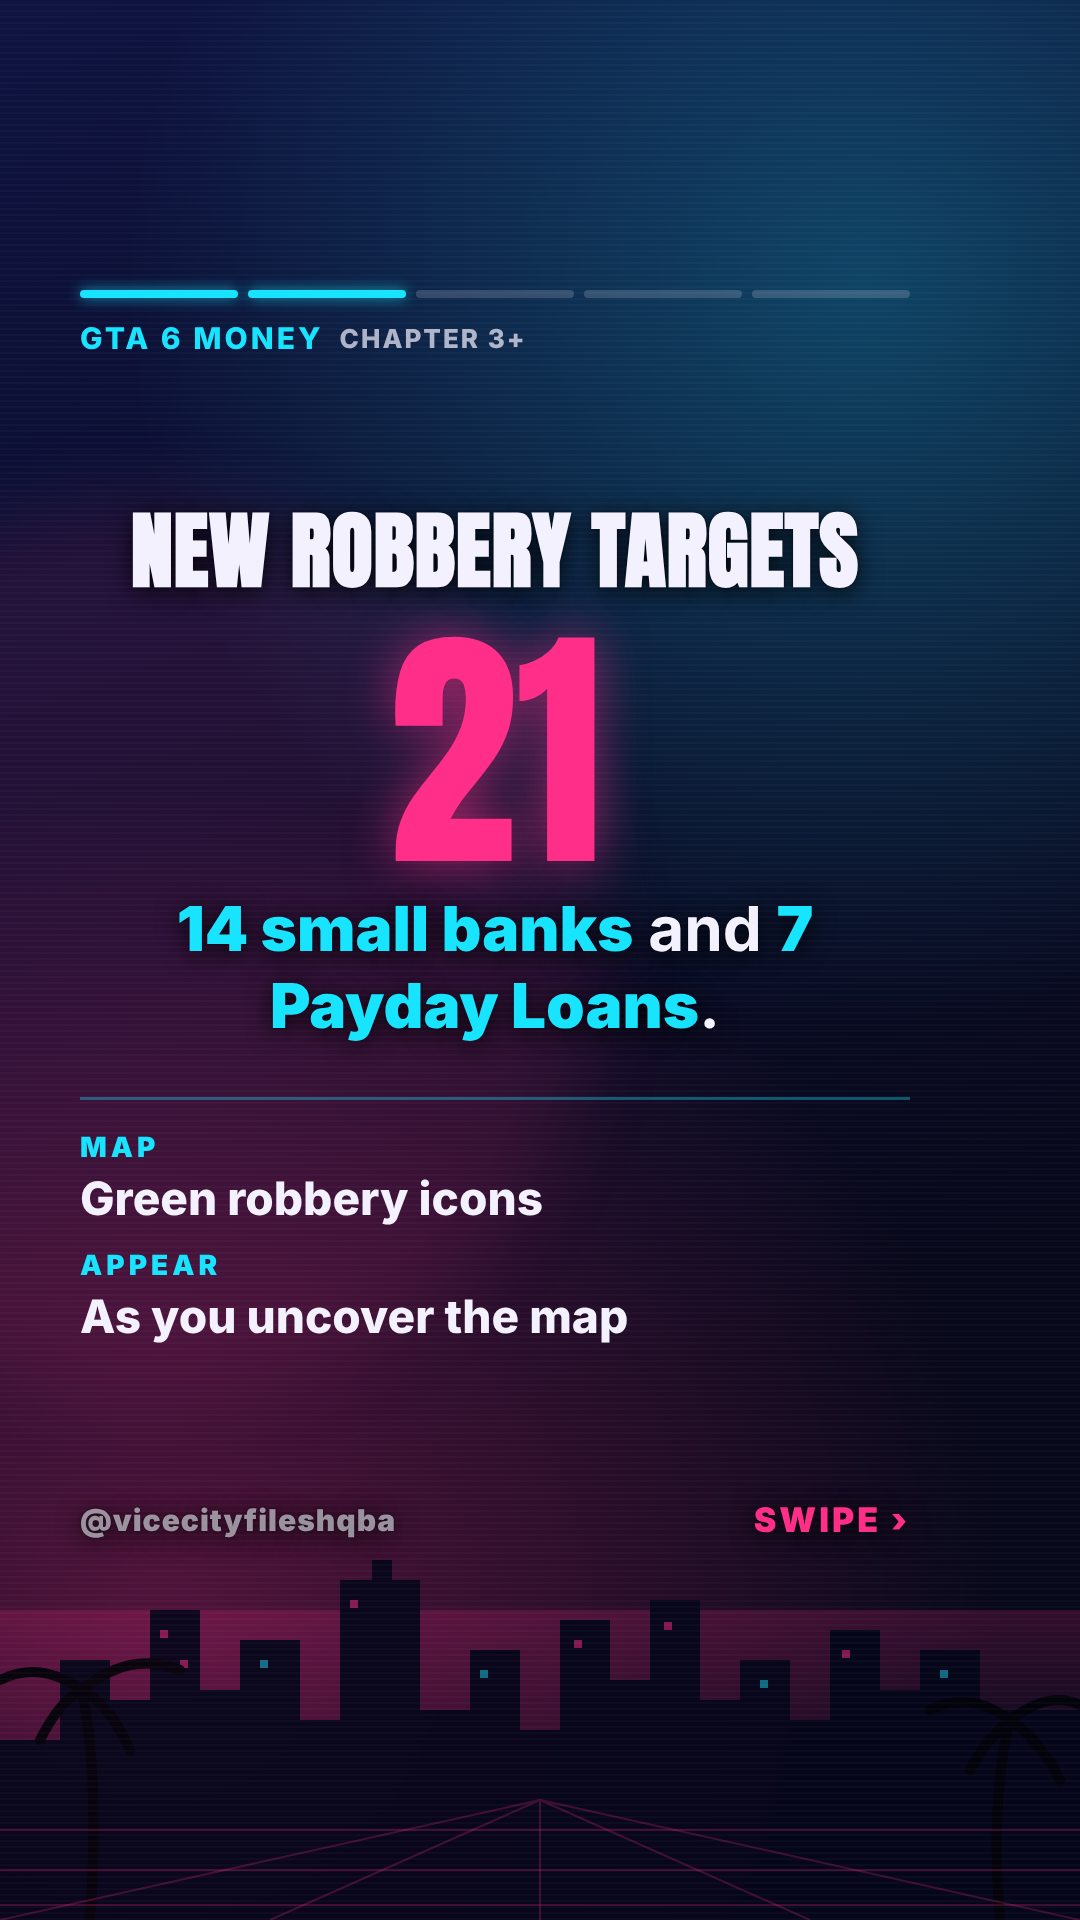 GTA 6 MONEY CHAPTER 3+
NEW ROBBERY TARGETS
21
14 small banks and 7
Payday Loans.
MAP
Green robbery icons
APPEAR
As you uncover the map
@vicecityfileshqba
SWIPE ›